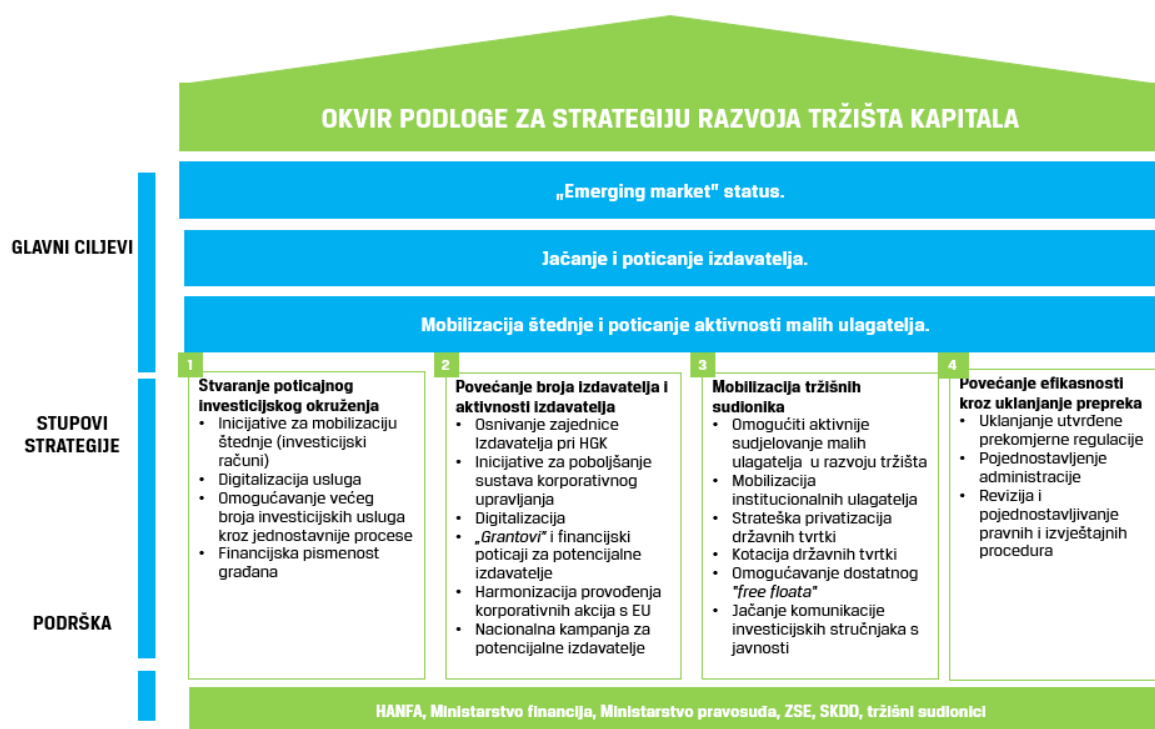 OKVIR PODLOGE ZA STRATEGIJU RAZVOJA TRŽIŠTA KAPITALA
GLAVNI CILJEVI
„Emerging market" status.
Jačanje i poticanje izdavatelja.
Mobilizacija štednje i poticanje aktivnosti malih ulagatelja.
STUPOVI
STRATEGIJE
1
Stvaranje poticajnog
investicijskog okruženja
• Inicijative za mobilizaciju
štednje (investicijski
računi)
• Digitalizacija usluga
• Omogućavanje većeg
broja investicijskih usluga
kroz jednostavnije procese
• Financijska pismenost
građana
2
Povećanje broja izdavatelja i
aktivnosti izdavatelja
• Osnivanje zajednice
Izdavatelja pri HGK
• Inicijative za poboljšanje
sustava korporativnog
upravljanja
• Digitalizacija
• „Grantovi" i financijski
poticaji za potencijalne
izdavatelje
• Harmonizacija provođenja
korporativnih akcija s EU
• Nacionalna kampanja za
potencijalne izdavatelje
3
Mobilizacija tržišnih
sudionika
• Omogućiti aktivnije
sudjelovanje malih
ulagatelja u razvoju tržišta
• Mobilizacija
institucionalnih ulagatelja
• Strateška privatizacija
državnih tvrtki
• Kotacija državnih tvrtki
• Omogućavanje dostatnog
"free floata"
• Jačanje komunikacije
investicijskih stručnjaka s
javnosti
4
Povećanje efikasnosti
kroz uklanjanje prepreka
• Uklanjanje utvrđene
prekomjerne regulacije
• Pojednostavljenje
administracije
• Revizija i
pojednostavljivanje
pravnih i izvještajnih
procedura
PODRŠKA
HANFA, Ministarstvo financija, Ministarstvo pravosuđa, ZSE, SKDD, tržišni sudionici